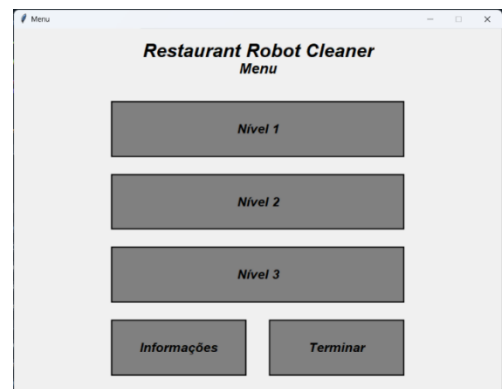 Menu
Restaurant Robot Cleaner
Menu
Nível 1
Nível 2
Nível 3
Informações Terminar